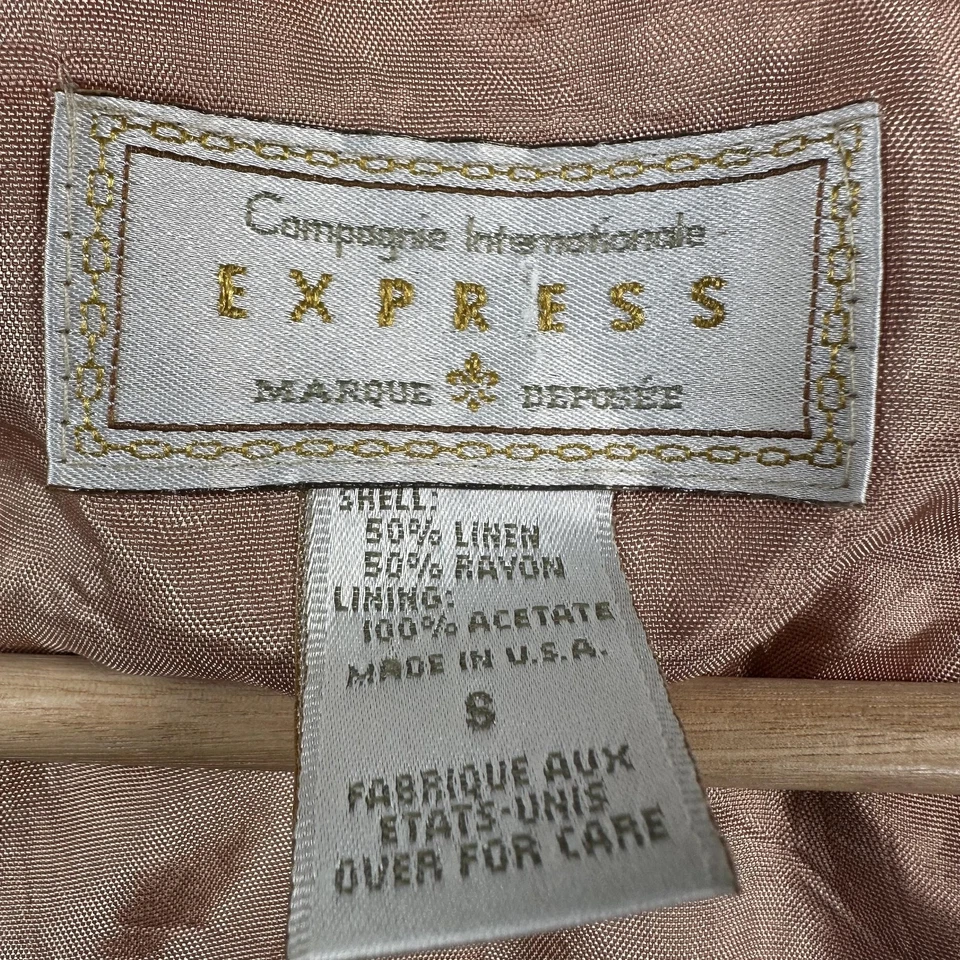 Compagnie Internationale
EXPRESS
MARQUE DEPOSÉE
SHELL:
50% LINEN
50% RAYON
LINING:
100% ACETATE
MADE IN U.S.A.
S
FABRIQUE AUX
ETATS-UNIS
OVER FOR CARE